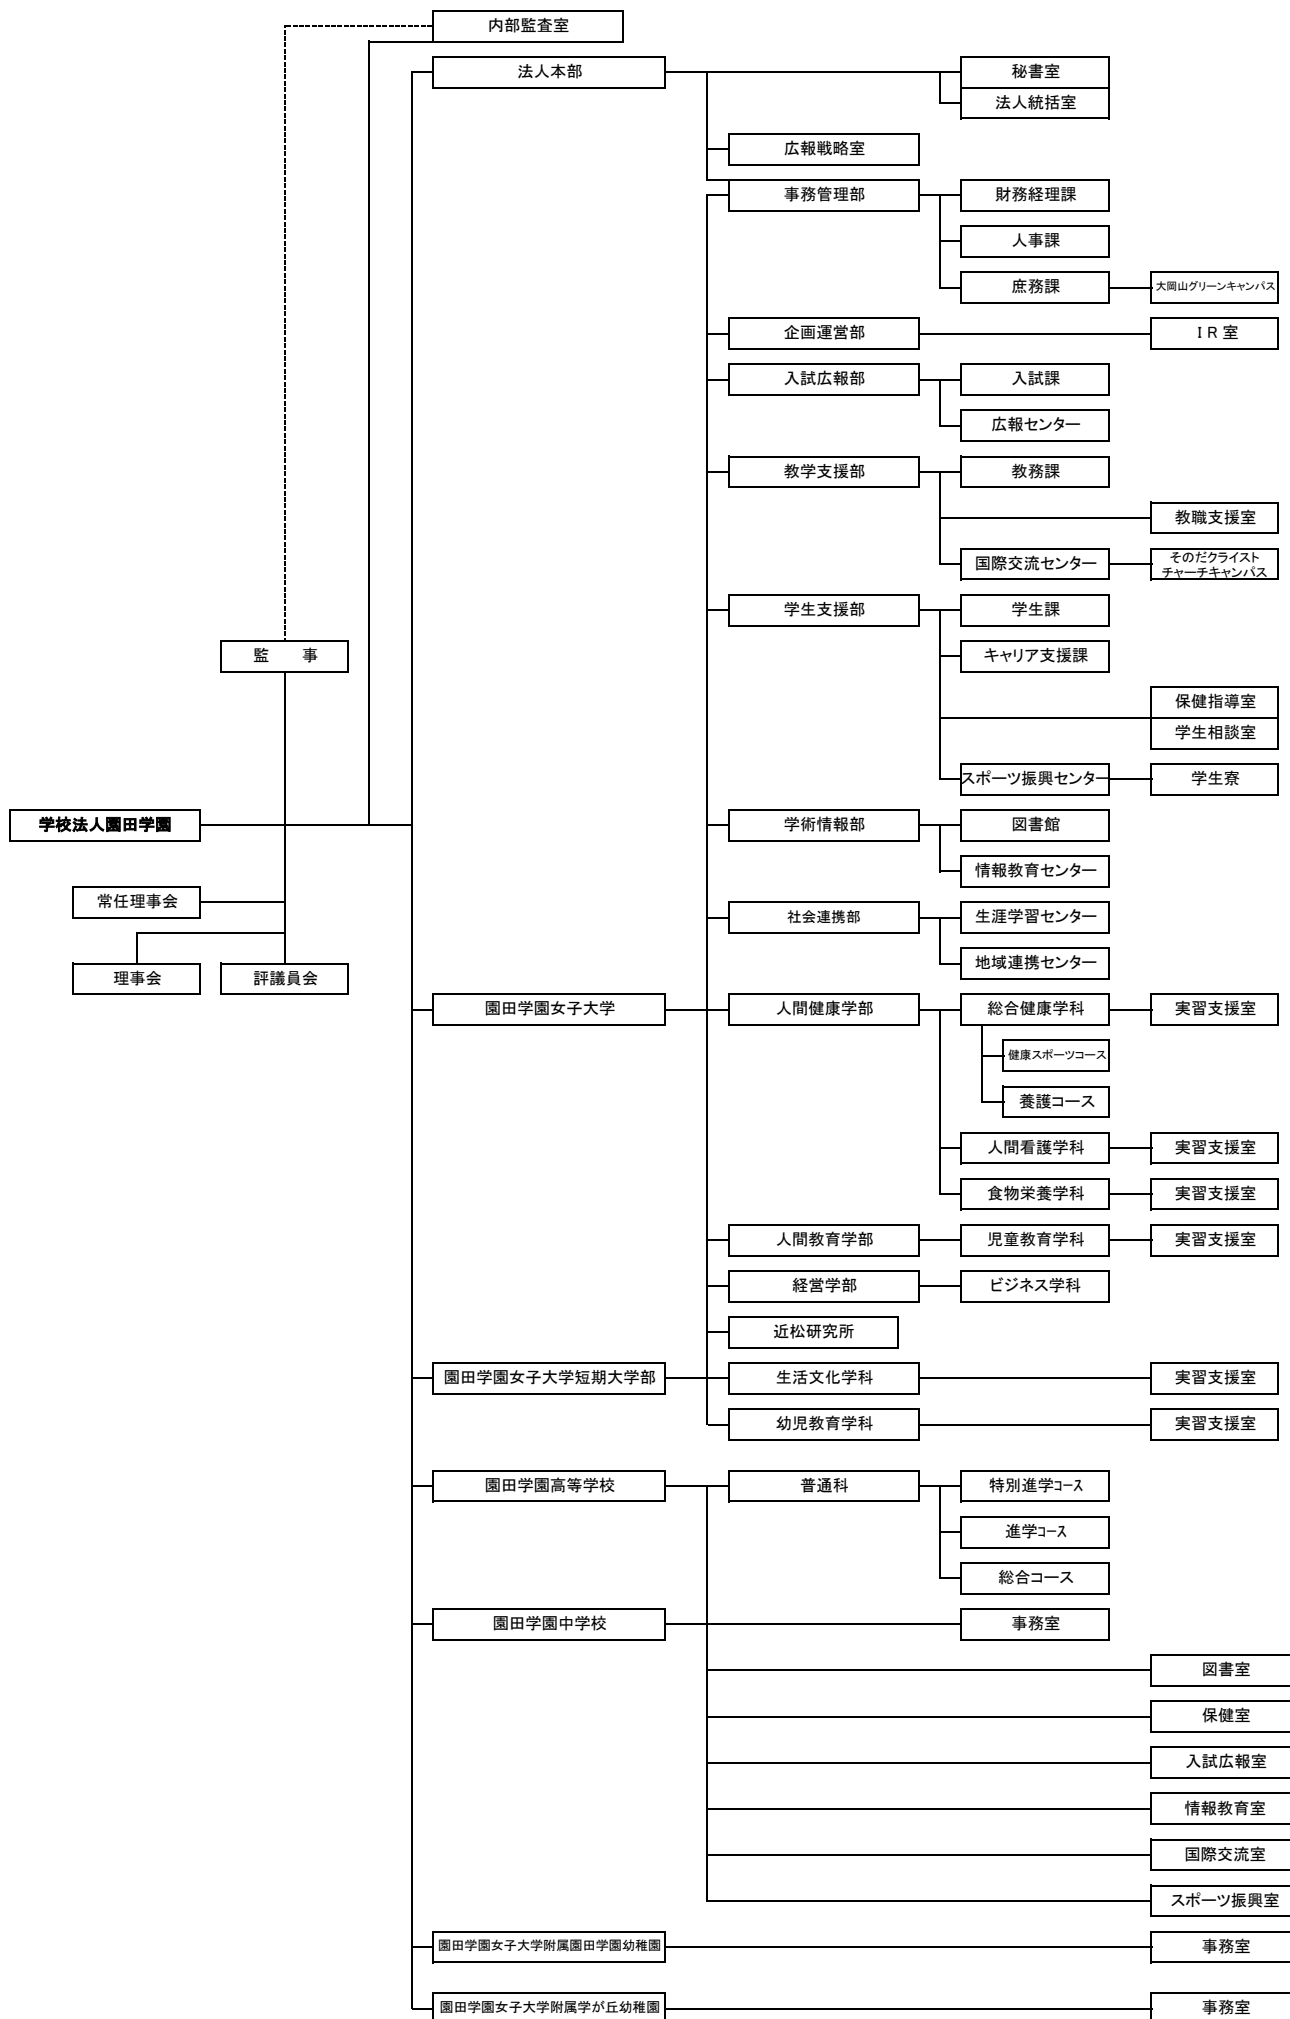 内部監査室
法人本部
秘書室
法人統括室
広報戦略室
事務管理部
財務経理課
人事課
庶務課
大岡山グリーンキャンパス
企画運営部
ＩＲ室
入試広報部
入試課
広報センター
教学支援部
教務課
教職支援室
国際交流センター
そのだクライスト
チャーチキャンパス
学生支援部
学生課
監　　事
キャリア支援課
保健指導室
学生相談室
スポーツ振興センター
学生寮
学校法人園田学園
学術情報部
図書館
情報教育センター
常任理事会
社会連携部
生涯学習センター
地域連携センター
理事会
評議員会
園田学園女子大学
人間健康学部
総合健康学科
実習支援室
健康スポーツコース
養護コース
人間看護学科
実習支援室
食物栄養学科
実習支援室
人間教育学部
児童教育学科
実習支援室
経営学部
ビジネス学科
近松研究所
園田学園女子大学短期大学部
生活文化学科
実習支援室
幼児教育学科
実習支援室
園田学園高等学校
普通科
特別進学ｺｰｽ
進学ｺｰｽ
総合コース
園田学園中学校
事務室
図書室
保健室
入試広報室
情報教育室
国際交流室
スポーツ振興室
園田学園女子大学附属園田学園幼稚園
事務室
園田学園女子大学附属学が丘幼稚園
事務室